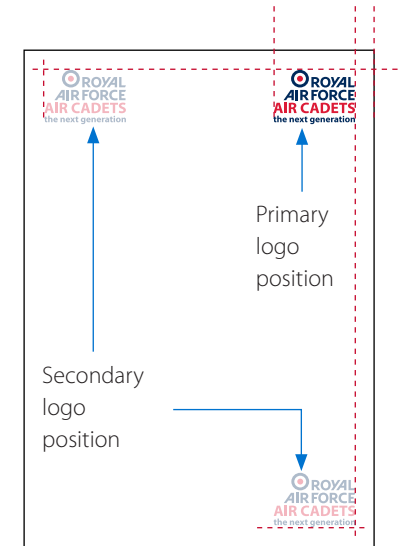 ROYAL
AIR FORCE
AIR CADETS
the next generation
ROYAL
AIR FORCE
AIR CADETS
the next generation
Primary
logo
position
Secondary
logo
position
ROYAL
AIR FORCE
AIR CADETS
the next generation